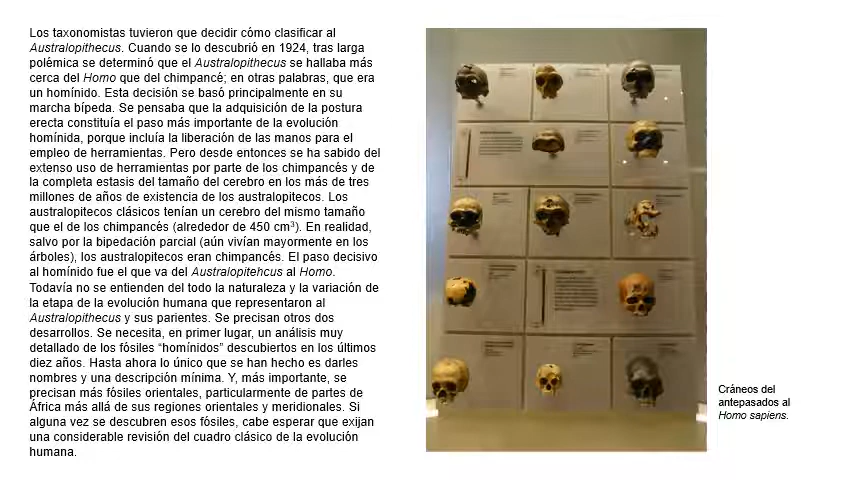 Los taxonomistas tuvieron que decidir cómo clasificar al
Australopithecus. Cuando se lo descubrió en 1924, tras larga
polémica se determinó que el Australopithecus se hallaba más
cerca del Homo que del chimpancé; en otras palabras, que era
un homínido. Esta decisión se basó principalmente en su
marcha bípeda. Se pensaba que la adquisición de la postura
erecta constituía el paso más importante de la evolución
homínida, porque incluía la liberación de las manos para el
empleo de herramientas. Pero desde entonces se ha sabido del
extenso uso de herramientas por parte de los chimpancés y de
la completa estasis del tamaño del cerebro en los más de tres
millones de años de existencia de los australopitecos. Los
australopitecos clásicos tenían un cerebro del mismo tamaño
que el de los chimpancés (alrededor de 450 cm³). En realidad,
salvo por la bipedación parcial (aún vivían mayormente en los
árboles), los australopitecos eran chimpancés. El paso decisivo
al homínido fue el que va del Australopitehcus al Homo.
Todavía no se entienden del todo la naturaleza y la variación de
la etapa de la evolución humana que representaron al
Australopithecus y sus parientes. Se precisan otros dos
desarrollos. Se necesita, en primer lugar, un análisis muy
detallado de los fósiles “homínidos” descubiertos en los últimos
diez años. Hasta ahora lo único que se han hecho es darles
nombres y una descripción mínima. Y, más importante, se
precisan más fósiles orientales, particularmente de partes de
África más allá de sus regiones orientales y meridionales. Si
alguna vez se descubren esos fósiles, cabe esperar que exijan
una considerable revisión del cuadro clásico de la evolución
humana.
Cráneos del
antepasados al
Homo sapiens.